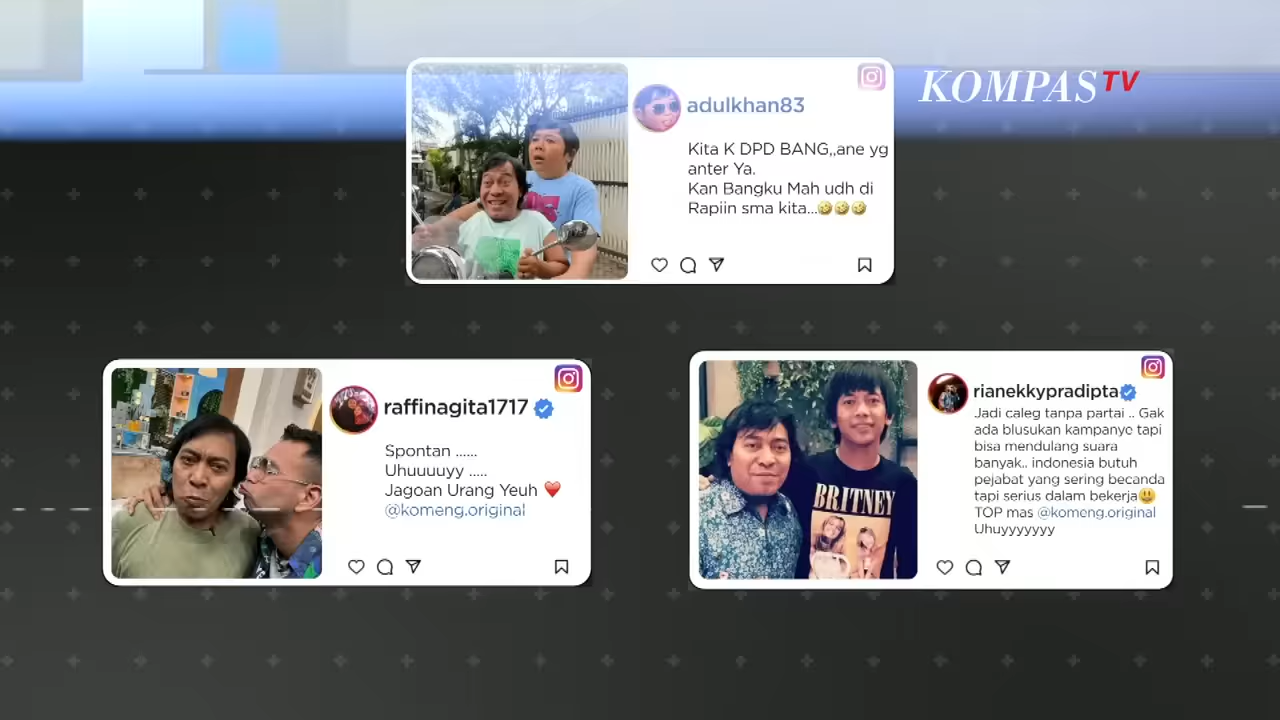 KOMPAS TV
adulkhan83
Kita K DPD BANG,,ane yg
anter Ya.
Kan Bangku Mah udh di
Rapiin sma kita...🤣🤣🤣
raffinagita1717
Spontan ......
Uhuuuuyy .....
Jagoan Urang Yeuh ❤️
@komeng.original
rianekkypradipta
Jadi caleg tanpa partai .. Gak
ada blusukan kampanye tapi
bisa mendulang suara
banyak.. indonesia butuh
pejabat yang sering becanda
tapi serius dalam bekerja😃
TOP mas @komeng.original
Uhuyyyyyyy
BRITNEY